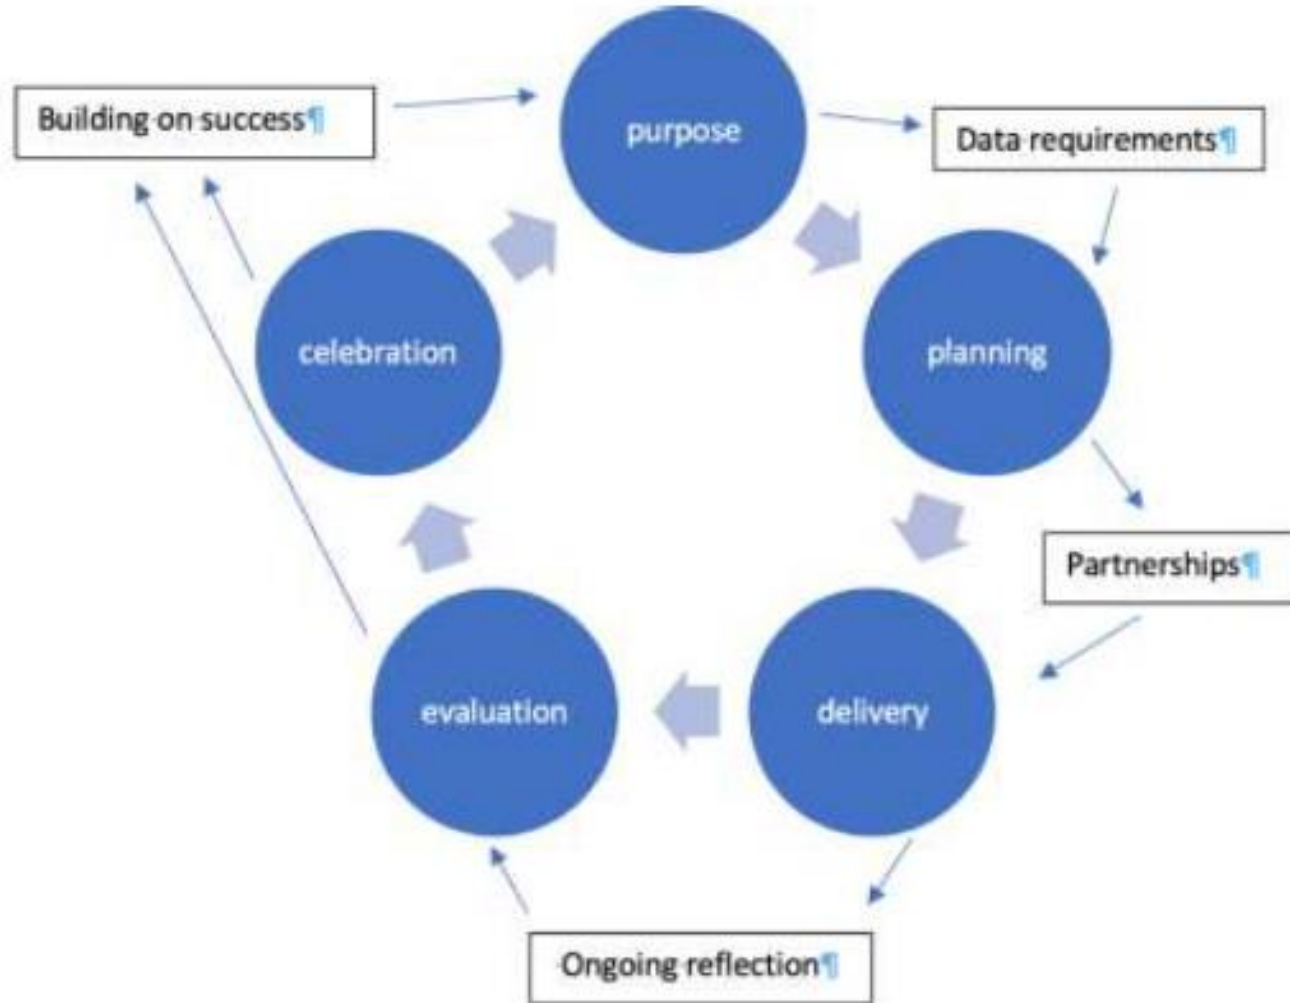 purpose
Building on success¶
Data requirements¶
celebration
planning
Partnerships¶
evaluation
delivery
Ongoing reflection¶